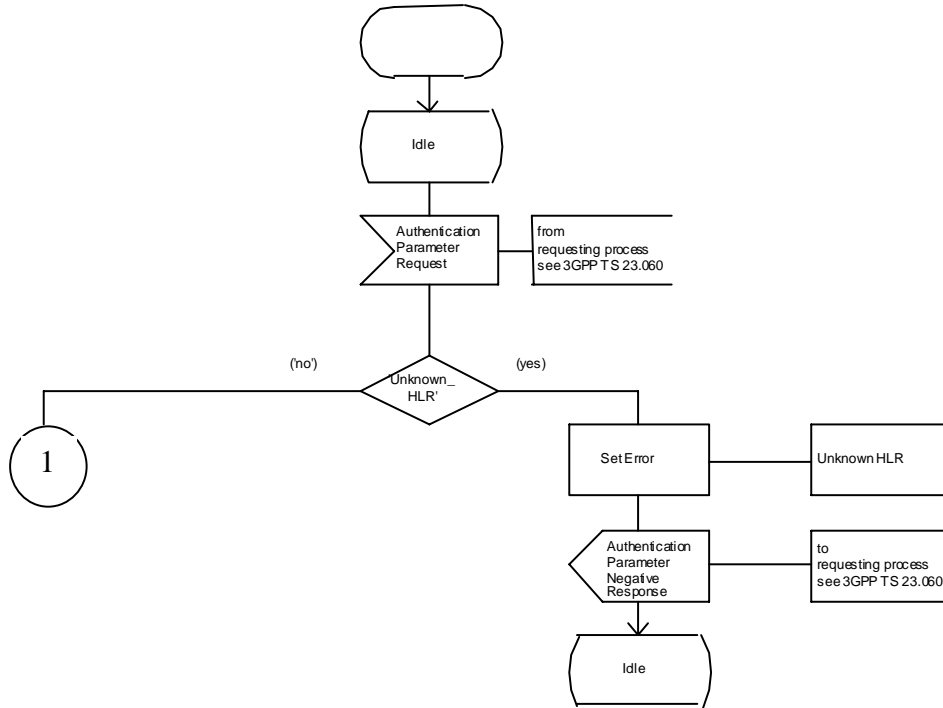 Idle
Authentication
Parameter
Request
from
requesting process
see 3GPP TS 23.060
('no')
'Unknown_
HLR'
(yes)
1
Set Error
Unknown HLR
Authentication
Parameter
Negative
Response
to
requesting process
see 3GPP TS 23.060
Idle